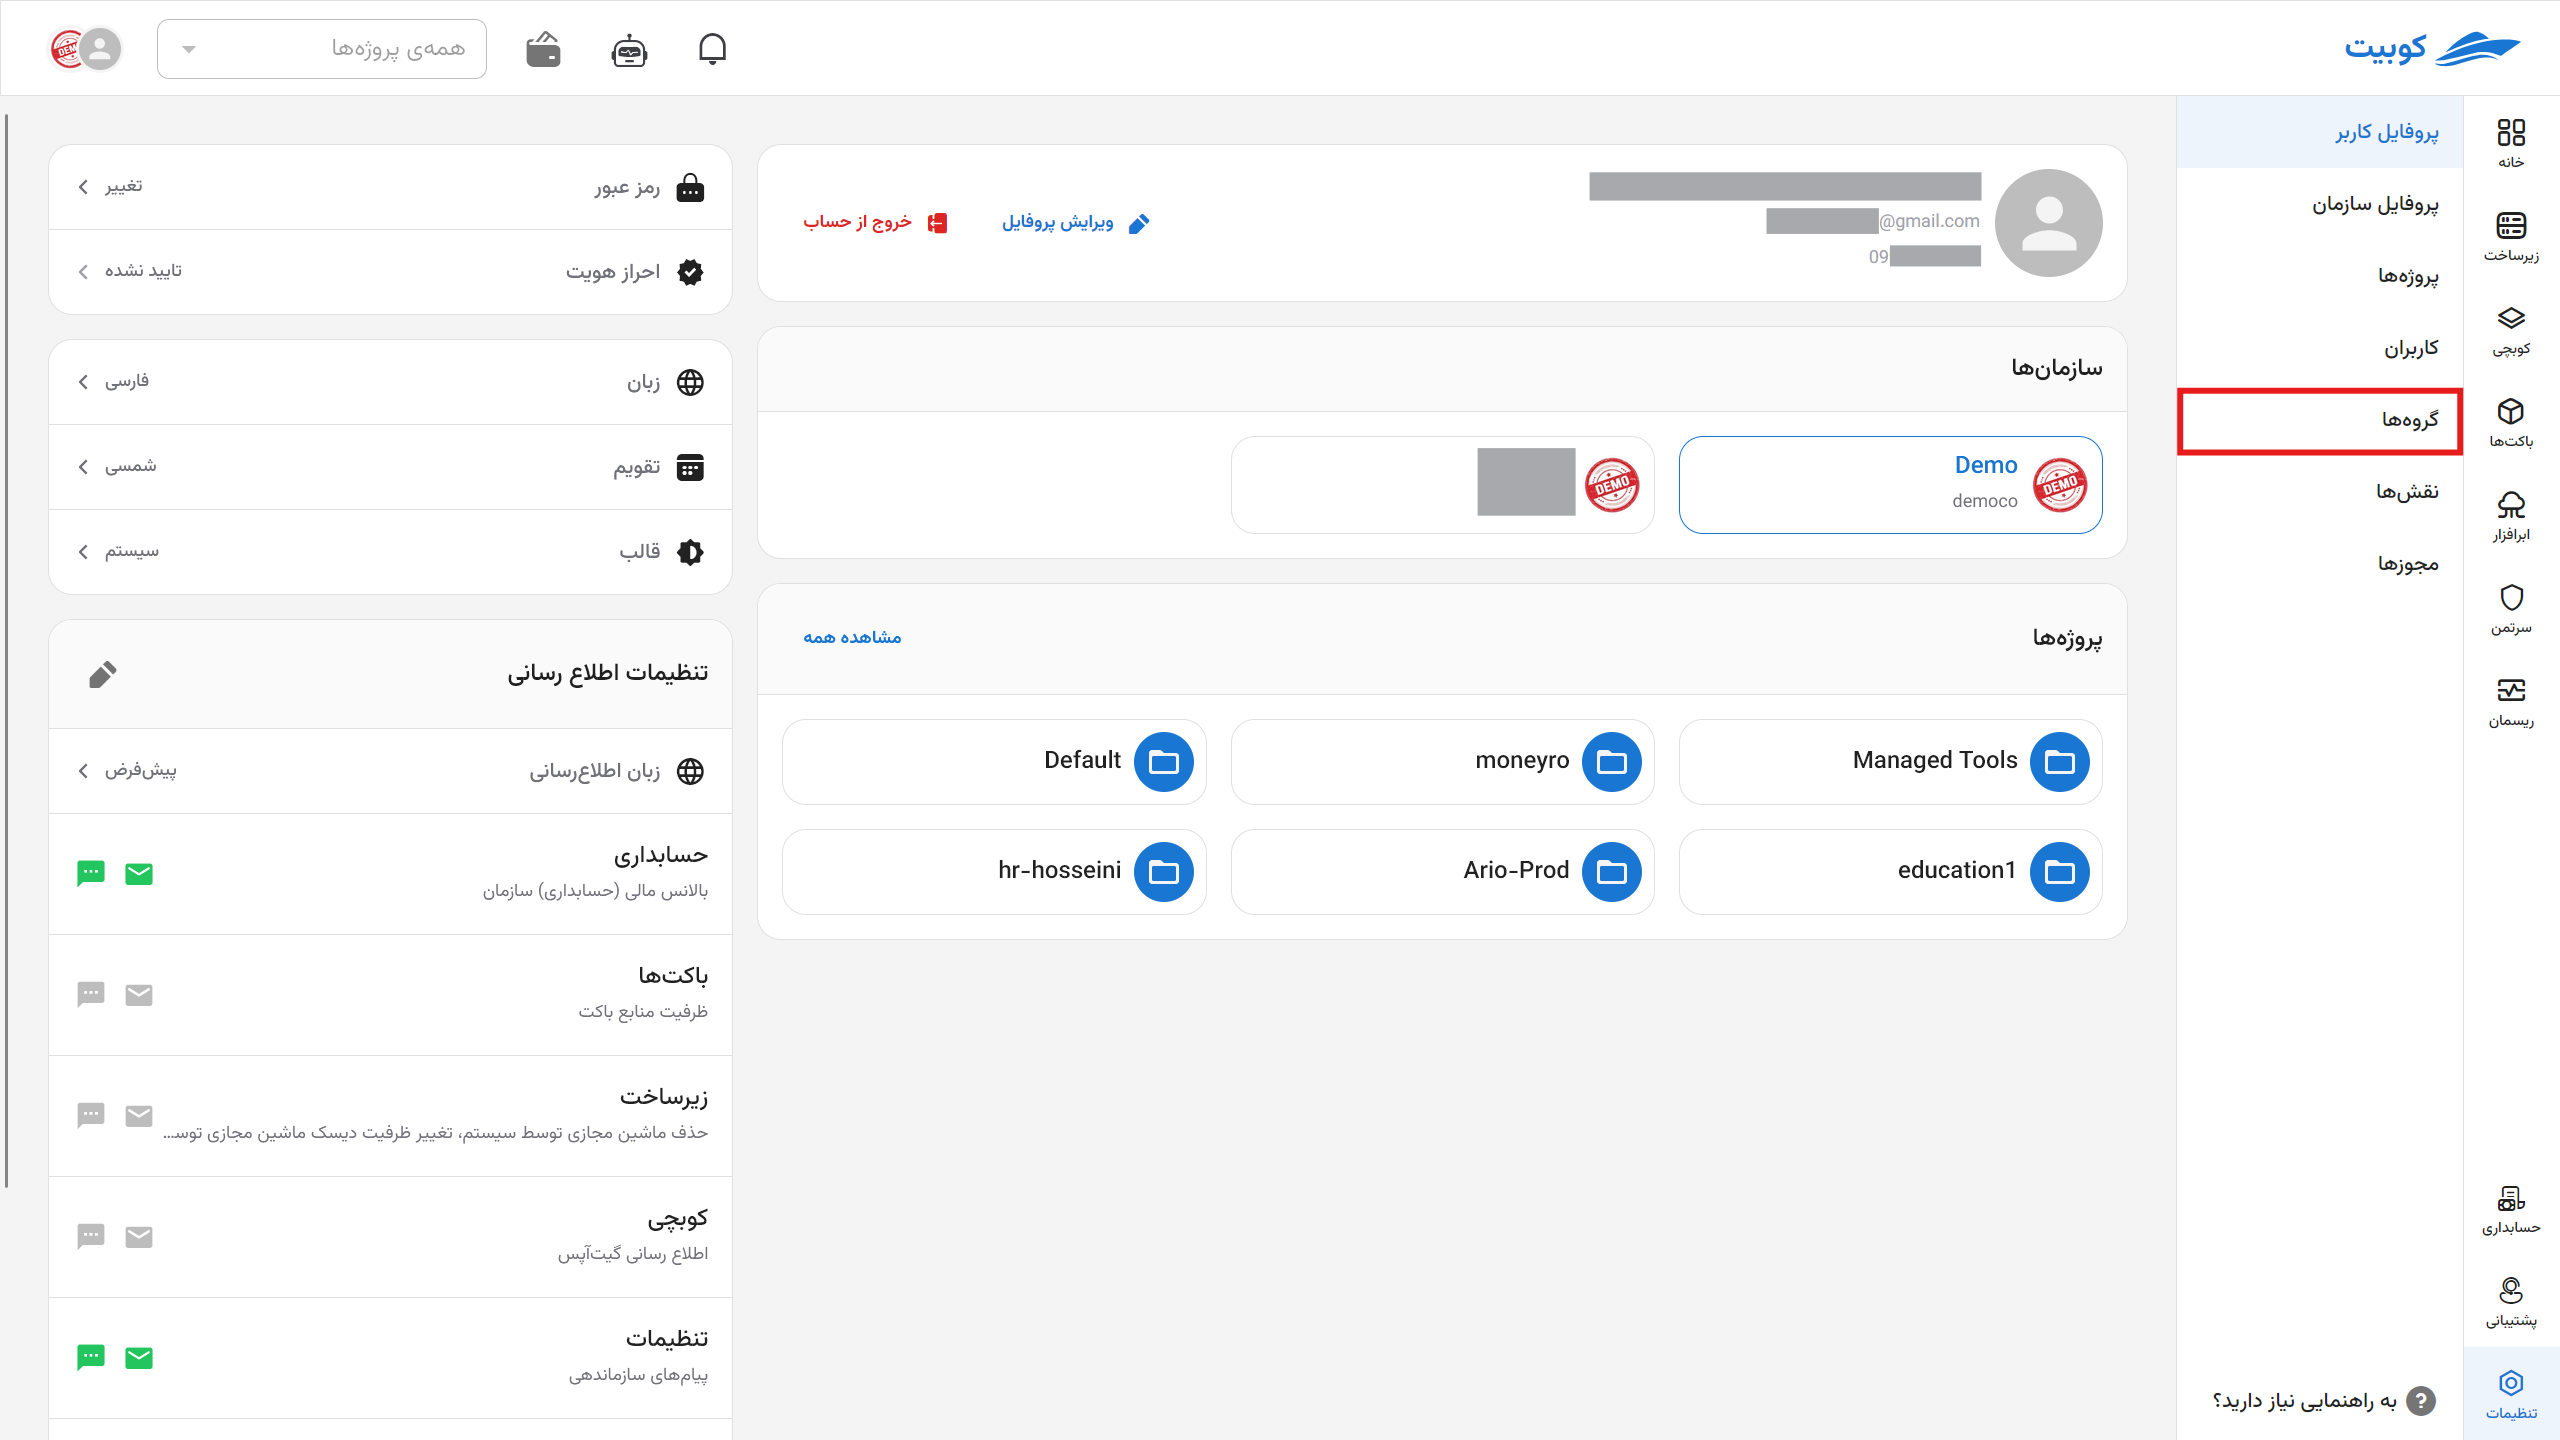 کوبیت
همه‌ی پروژه‌ها
DEMO
خانه
زیرساخت
کوبچی
باکت‌ها
ابرافزار
سرتمن
ریسمان
حسابداری
پشتیبانی
تنظیمات
پروفایل کاربر
پروفایل سازمان
پروژه‌ها
کاربران
گروه‌ها
نقش‌ها
مجوزها
به راهنمایی نیاز دارید؟
@gmail.com
09
ویرایش پروفایل
خروج از حساب
سازمان‌ها
DEMO
Demo
democo
DEMO
پروژه‌ها
مشاهده همه
Managed Tools
moneyro
Default
education1
Ario-Prod
hr-hosseini
رمز عبور
تغییر
احراز هویت
تایید نشده
زبان
فارسی
تقویم
شمسی
قالب
سیستم
تنظیمات اطلاع رسانی
زبان اطلاع‌رسانی
پیش‌فرض
حسابداری
بالانس مالی (حسابداری) سازمان
باکت‌ها
ظرفیت منابع باکت
زیرساخت
حذف ماشین مجازی توسط سیستم، تغییر ظرفیت دیسک ماشین مجازی توسـ...
کوبچی
اطلاع رسانی گیت‌آپس
تنظیمات
پیام‌های سازماندهی